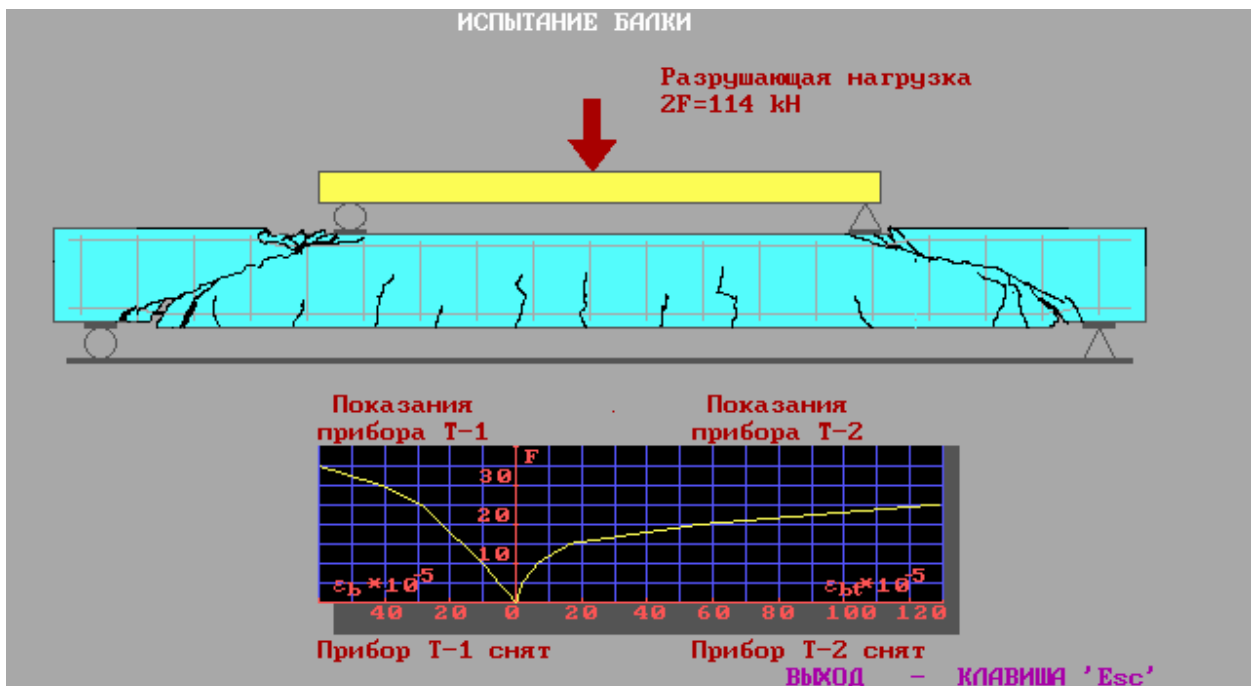 ИСПЫТАНИЕ БАЛКИ
Разрушающая нагрузка
2F=114 kH
Показания
прибора Т-1
Показания
прибора Т-2
F
30
20
10
εb*10-5
εbt*10-5
40 20 0 20 40 60 80 100 120
Прибор Т-1 снят
Прибор Т-2 снят
ВЫХОД - КЛАВИША 'Esc'